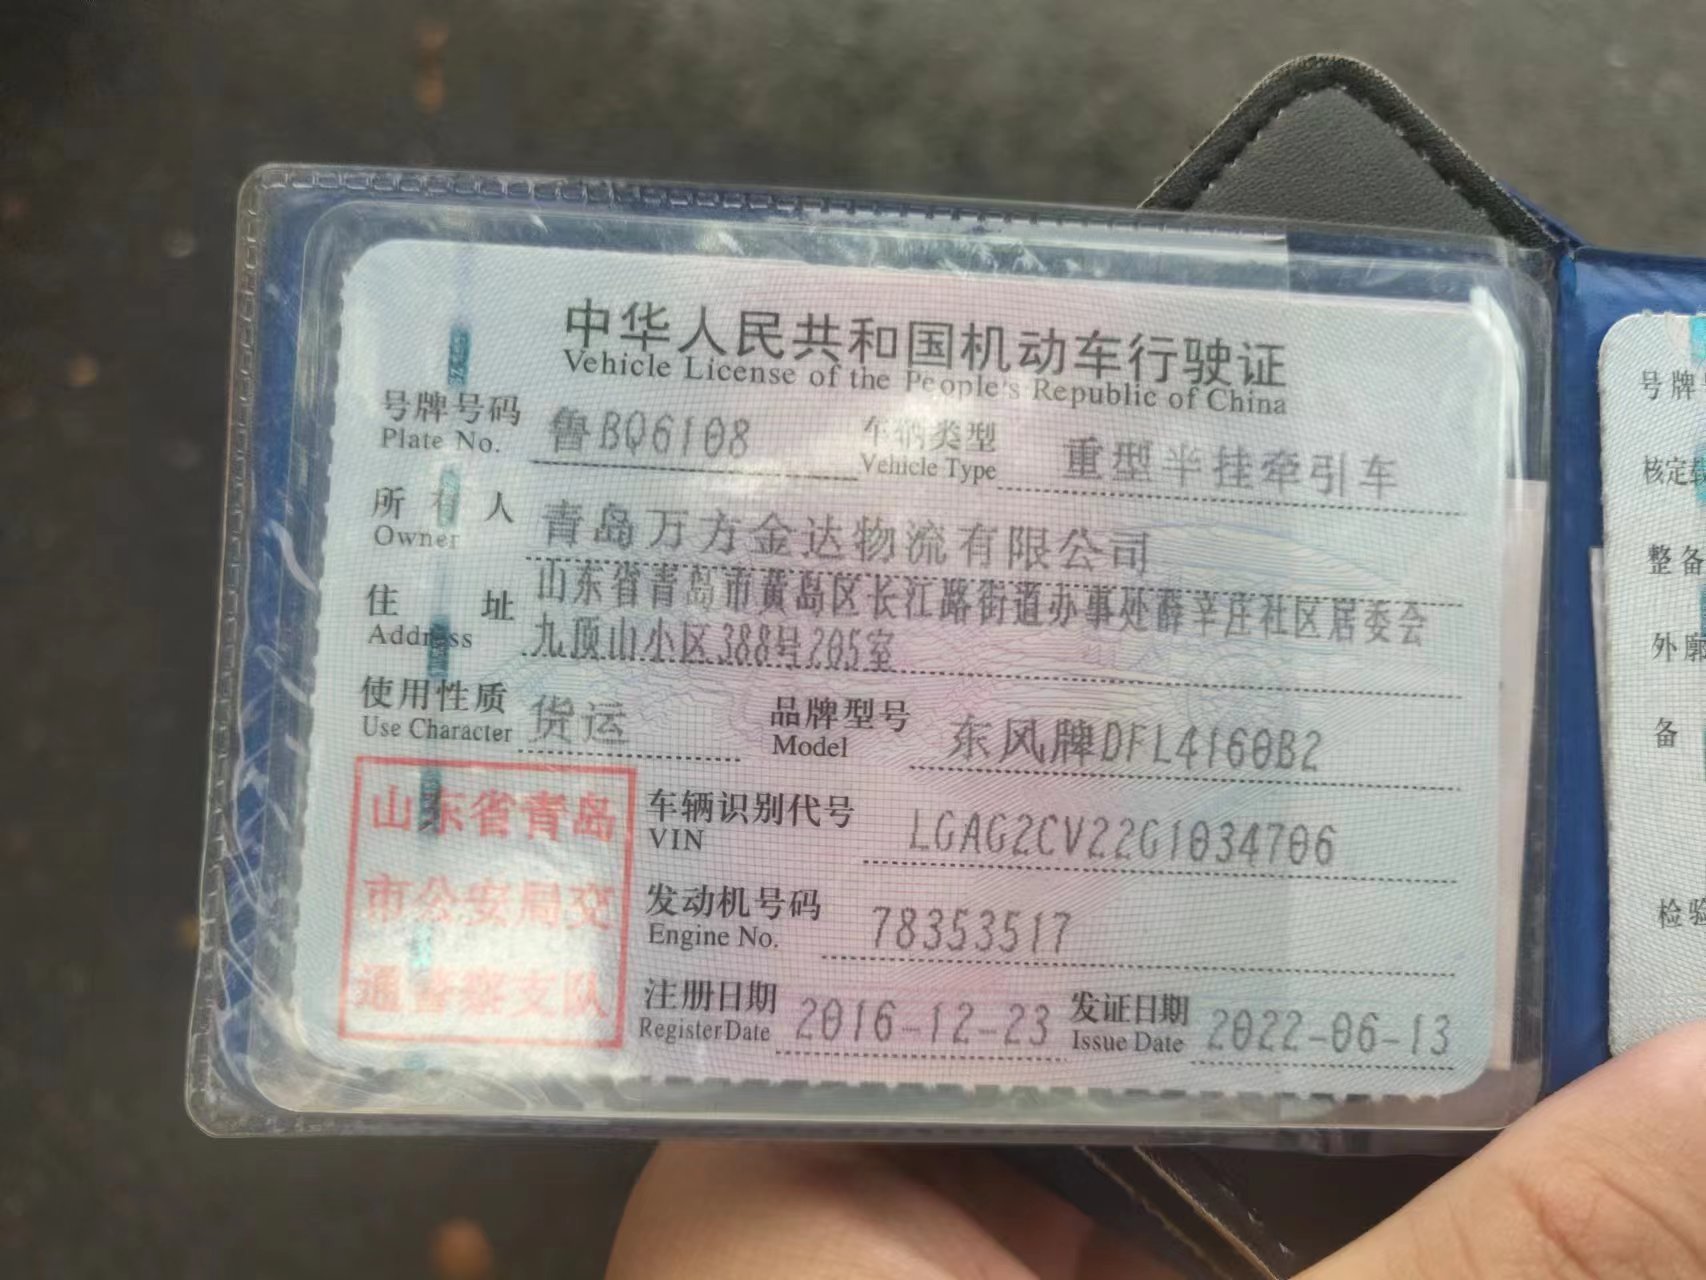 中华人民共和国机动车行驶证
Vehicle License of the People's Republic of China
号牌号码 鲁BQ6108 车辆类型 重型半挂牵引车
Plate No. Vehicle Type
所有人 青岛万方金达物流有限公司
Owner
住址 山东省青岛市黄岛区长江路街道办事处薛辛庄社区居委会
Address 九顶山小区388号205室
使用性质 货运 品牌型号 东风牌DFL4160B2
Use Character Model
山东省青岛
市公安局交
通警察支队
车辆识别代号 LGAG2CV22G1034706
VIN
发动机号码 78353517
Engine No.
注册日期 2016-12-23 发证日期 2022-06-13
Register Date Issue Date
号牌
核定载
整备
外廓
备
检验